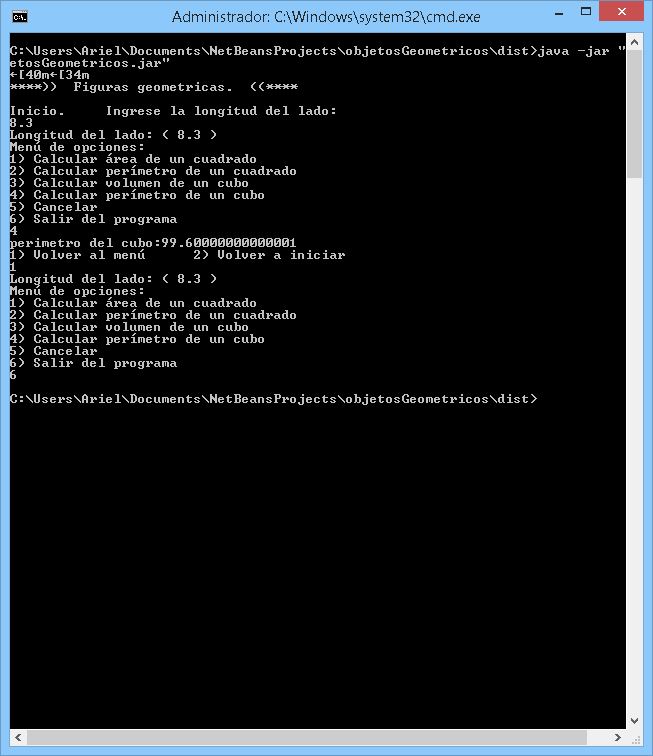 Administrador: C:\Windows\system32\cmd.exe
C:\Users\Ariel\Documents\NetBeansProjects\objetosGeometricos\dist>java -jar "
etosGeometricos.jar"
←[40m←[34m
****))  Figuras geometricas.  ((****
Inicio.     Ingrese la longitud del lado:
8.3
Longitud del lado: ( 8.3 )
Menú de opciones:
1) Calcular área de un cuadrado
2) Calcular perímetro de un cuadrado
3) Calcular volumen de un cubo
4) Calcular perímetro de un cubo
5) Cancelar
6) Salir del programa
4
perimetro del cubo:99.60000000000001
1) Volver al menú      2) Volver a iniciar
1
Longitud del lado: ( 8.3 )
Menú de opciones:
1) Calcular área de un cuadrado
2) Calcular perímetro de un cuadrado
3) Calcular volumen de un cubo
4) Calcular perímetro de un cubo
5) Cancelar
6) Salir del programa
6
C:\Users\Ariel\Documents\NetBeansProjects\objetosGeometricos\dist>